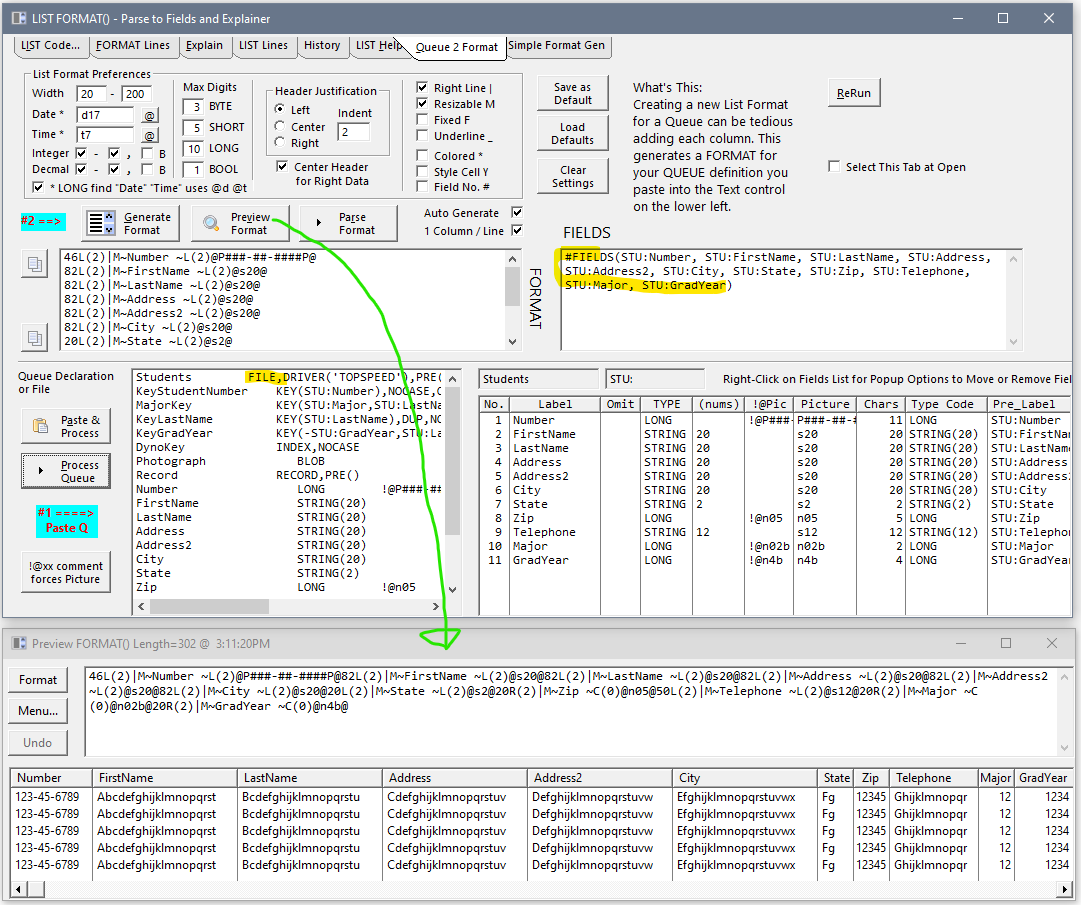 LIST FORMAT() - Parse to Fields and Explainer
LIST Code... FORMAT Lines Explain LIST Lines History LIST Help Queue 2 Format Simple Format Gen
List Format Preferences
Width 20 - 200
Date * d17 @
Time * t7 @
Integer - , B
Decmal - , B
* LONG find "Date" "Time" uses @d @t
Max Digits
3 BYTE
5 SHORT
10 LONG
1 BOOL
Header Justification
Left Indent
Center 2
Right
Center Header
for Right Data
Right Line |
Resizable M
Fixed F
Underline _
Colored *
Style Cell Y
Field No. #
Save as
Default
Load
Defaults
Clear
Settings
What's This:
Creating a new List Format
for a Queue can be tedious
adding each column. This
generates a FORMAT for
your QUEUE definition you
paste into the Text control
on the lower left.
ReRun
Select This Tab at Open
#2 ==>
Generate
Format
Preview
Format
Parse
Format
Auto Generate
1 Column / Line
FIELDS
46L(2)|M~Number ~L(2)@P###-##-####P@
82L(2)|M~FirstName ~L(2)@s20@
82L(2)|M~LastName ~L(2)@s20@
82L(2)|M~Address ~L(2)@s20@
82L(2)|M~Address2 ~L(2)@s20@
82L(2)|M~City ~L(2)@s20@
20L(2)|M~State ~L(2)@s2@
FORMAT
#FIELDS(STU:Number, STU:FirstName, STU:LastName, STU:Address,
STU:Address2, STU:City, STU:State, STU:Zip, STU:Telephone,
STU:Major, STU:GradYear)
Queue Declaration
or File
Paste &
Process
Process
Queue
#1 ====>
Paste Q
!@xx comment
forces Picture
Students FILE,DRIVER('TOPSPEED'),PRE(
KeyStudentNumber KEY(STU:Number),NOCASE,
MajorKey KEY(STU:Major,STU:LastNa
KeyLastName KEY(STU:LastName),DUP,NO
KeyGradYear KEY(-STU:GradYear,STU:La
DynoKey INDEX,NOCASE
Photograph BLOB
Record RECORD,PRE()
Number LONG !@P###-##
FirstName STRING(20)
LastName STRING(20)
Address STRING(20)
Address2 STRING(20)
City STRING(20)
State STRING(2)
Zip LONG !@n05
Students STU: Right-Click on Fields List for Popup Options to Move or Remove Fiel
No. Label Omit TYPE (nums) !@Pic Picture Chars Type Code Pre_Label
1 Number LONG !@P### P###-##-# 11 LONG STU:Number
2 FirstName STRING 20 s20 20 STRING(20) STU:FirstNam
3 LastName STRING 20 s20 20 STRING(20) STU:LastName
4 Address STRING 20 s20 20 STRING(20) STU:Address
5 Address2 STRING 20 s20 20 STRING(20) STU:Address2
6 City STRING 20 s20 20 STRING(20) STU:City
7 State STRING 2 s2 2 STRING(2) STU:State
8 Zip LONG !@n05 n05 5 LONG STU:Zip
9 Telephone STRING 12 s12 12 STRING(12) STU:Telephon
10 Major LONG !@n02b n02b 2 LONG STU:Major
11 GradYear LONG !@n4b n4b 4 LONG STU:GradYear
Preview FORMAT() Length=302 @ 3:11:20PM
Format
Menu...
Undo
46L(2)|M~Number ~L(2)@P###-##-####P@82L(2)|M~FirstName ~L(2)@s20@82L(2)|M~LastName ~L(2)@s20@82L(2)|M~Address ~L(2)@s20@82L(2)|M~Address2
~L(2)@s20@82L(2)|M~City ~L(2)@s20@20L(2)|M~State ~L(2)@s2@20R(2)|M~Zip ~C(0)@n05@50L(2)|M~Telephone ~L(2)@s12@20R(2)|M~Major ~C
(0)@n02b@20R(2)|M~GradYear ~C(0)@n4b@
Number FirstName LastName Address Address2 City State Zip Telephone Major GradYear
123-45-6789 Abcdefghijklmnopqrst Bcdefghijklmnopqrstu Cdefghijklmnopqrstuv Defghijklmnopqrstuvw Efghijklmnopqrstuvwx Fg 12345 Ghijklmnopqr 12 1234
123-45-6789 Abcdefghijklmnopqrst Bcdefghijklmnopqrstu Cdefghijklmnopqrstuv Defghijklmnopqrstuvw Efghijklmnopqrstuvwx Fg 12345 Ghijklmnopqr 12 1234
123-45-6789 Abcdefghijklmnopqrst Bcdefghijklmnopqrstu Cdefghijklmnopqrstuv Defghijklmnopqrstuvw Efghijklmnopqrstuvwx Fg 12345 Ghijklmnopqr 12 1234
123-45-6789 Abcdefghijklmnopqrst Bcdefghijklmnopqrstu Cdefghijklmnopqrstuv Defghijklmnopqrstuvw Efghijklmnopqrstuvwx Fg 12345 Ghijklmnopqr 12 1234
123-45-6789 Abcdefghijklmnopqrst Bcdefghijklmnopqrstu Cdefghijklmnopqrstuv Defghijklmnopqrstuvw Efghijklmnopqrstuvwx Fg 12345 Ghijklmnopqr 12 1234